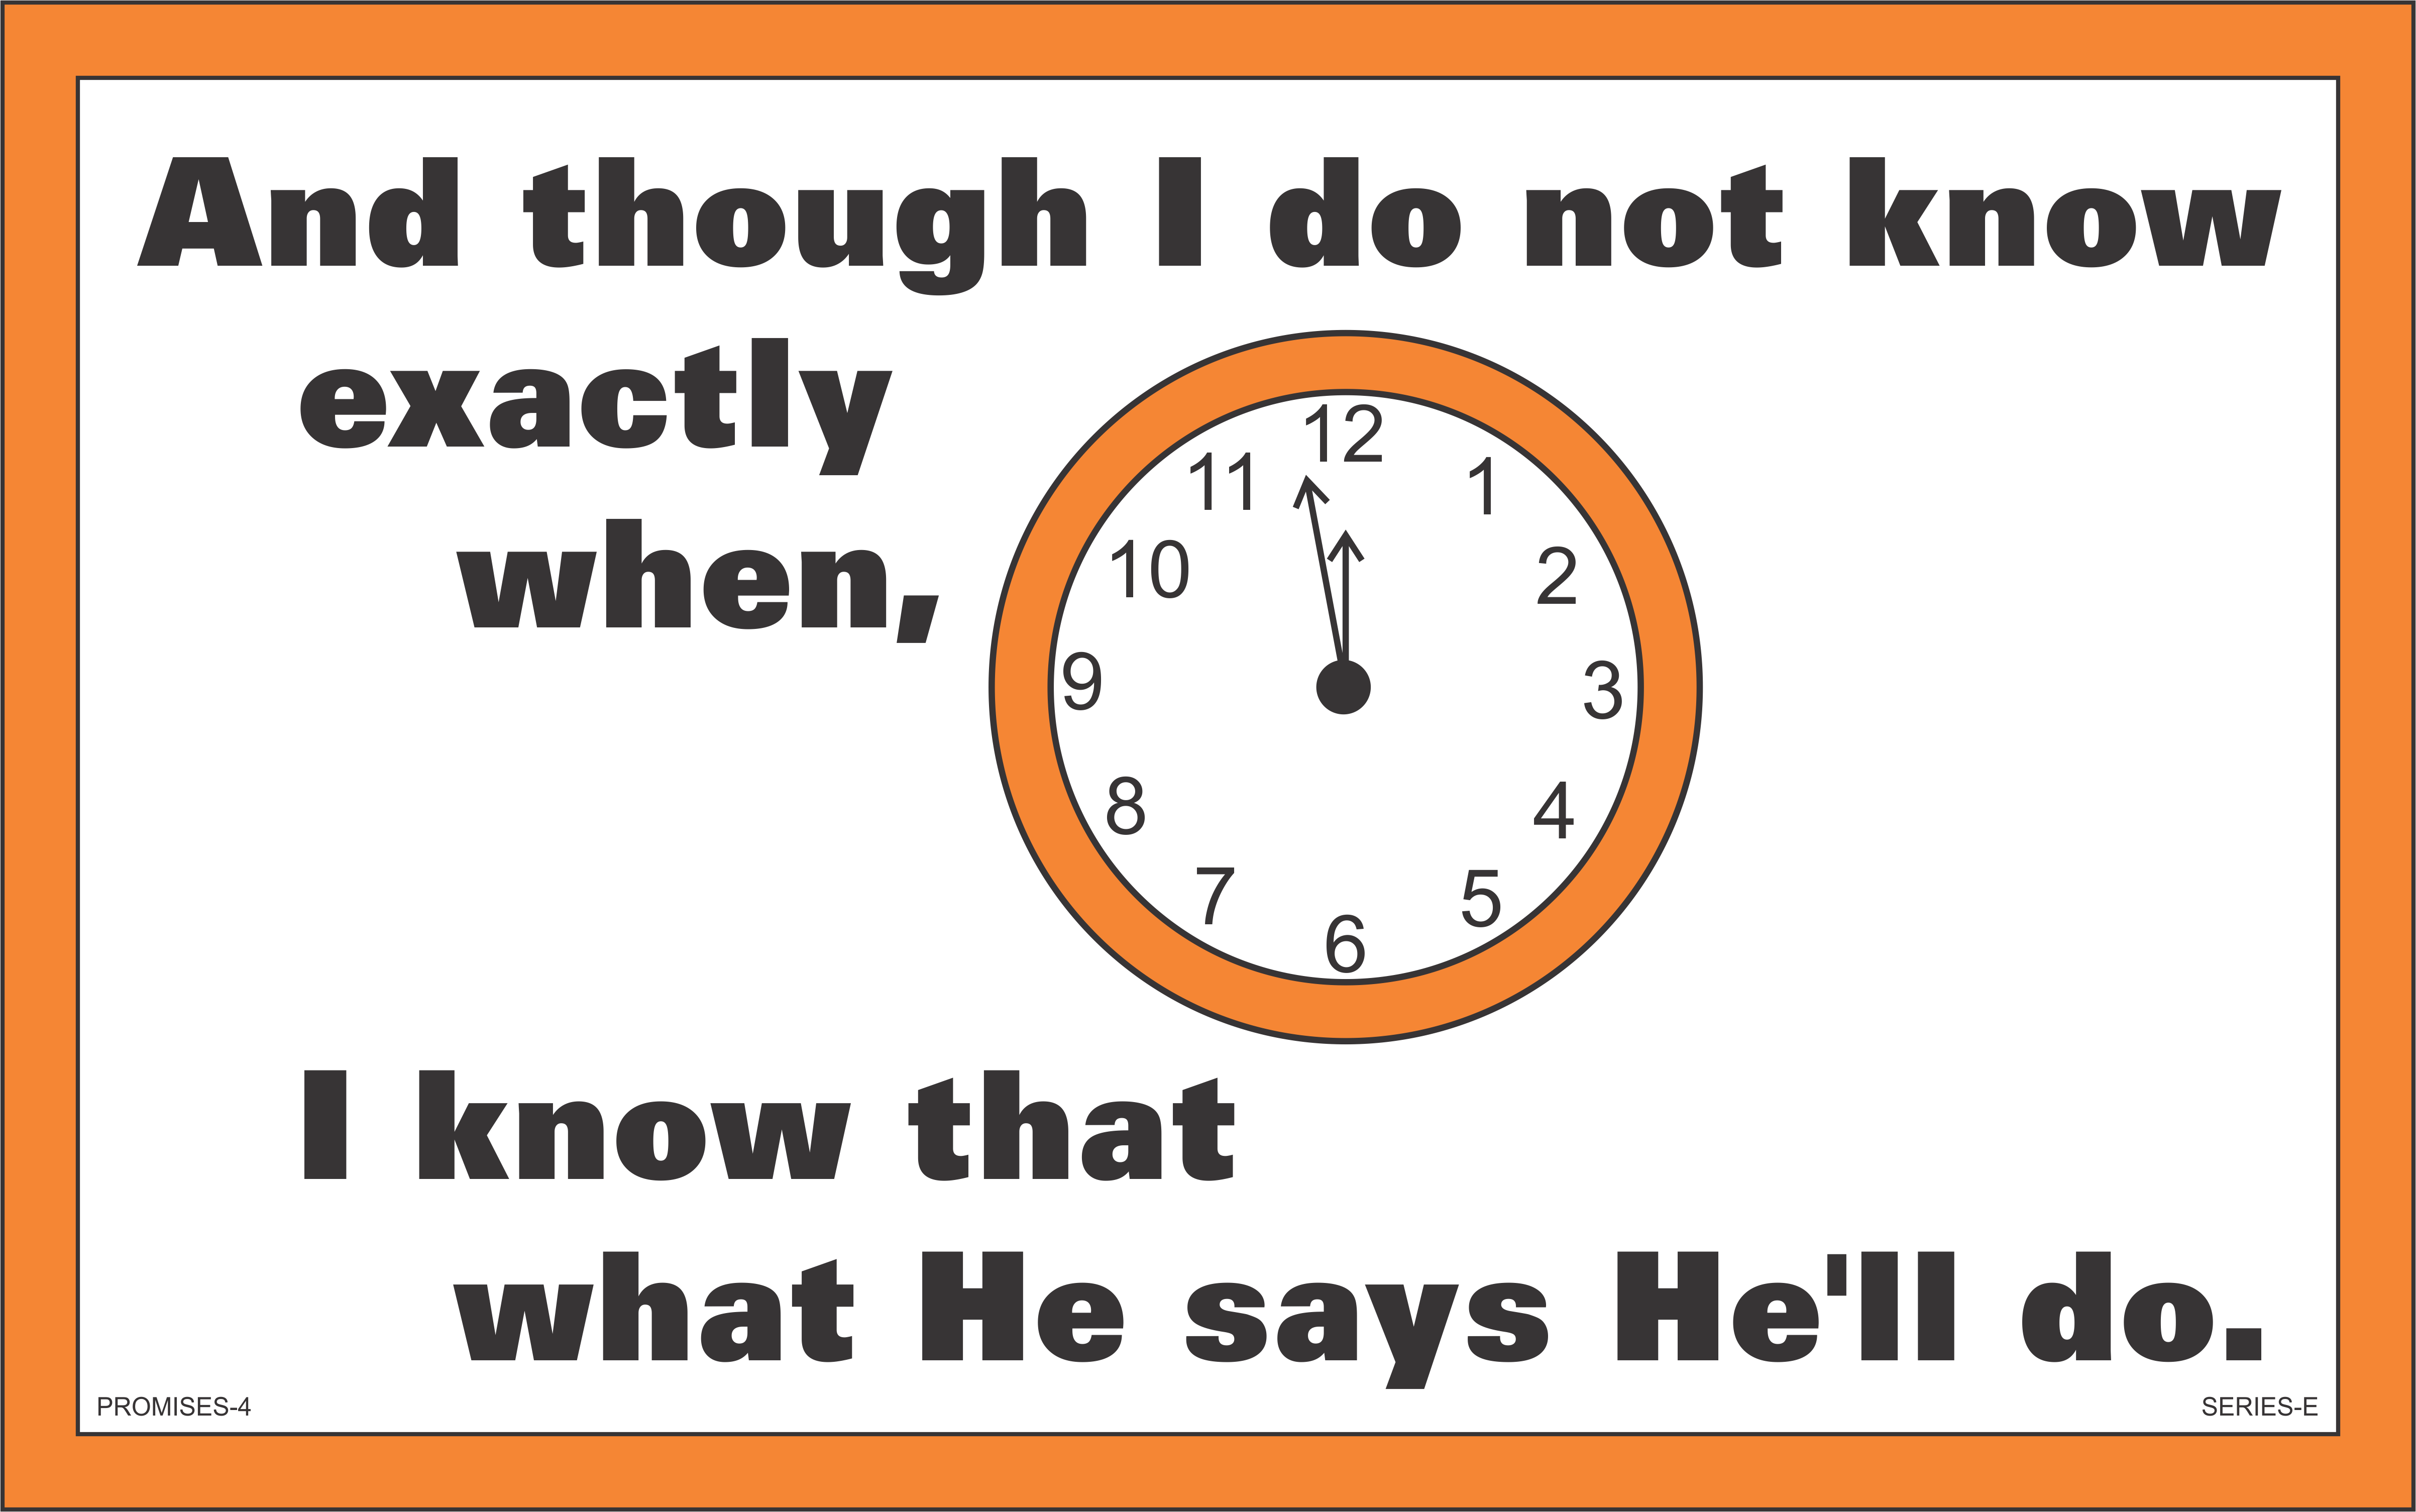 And though I do not know
exactly
when,
12
11
1
10
2
9
3
8
4
7
5
6
I know that
what He says He'll do.
PROMISES-4
SERIES-E